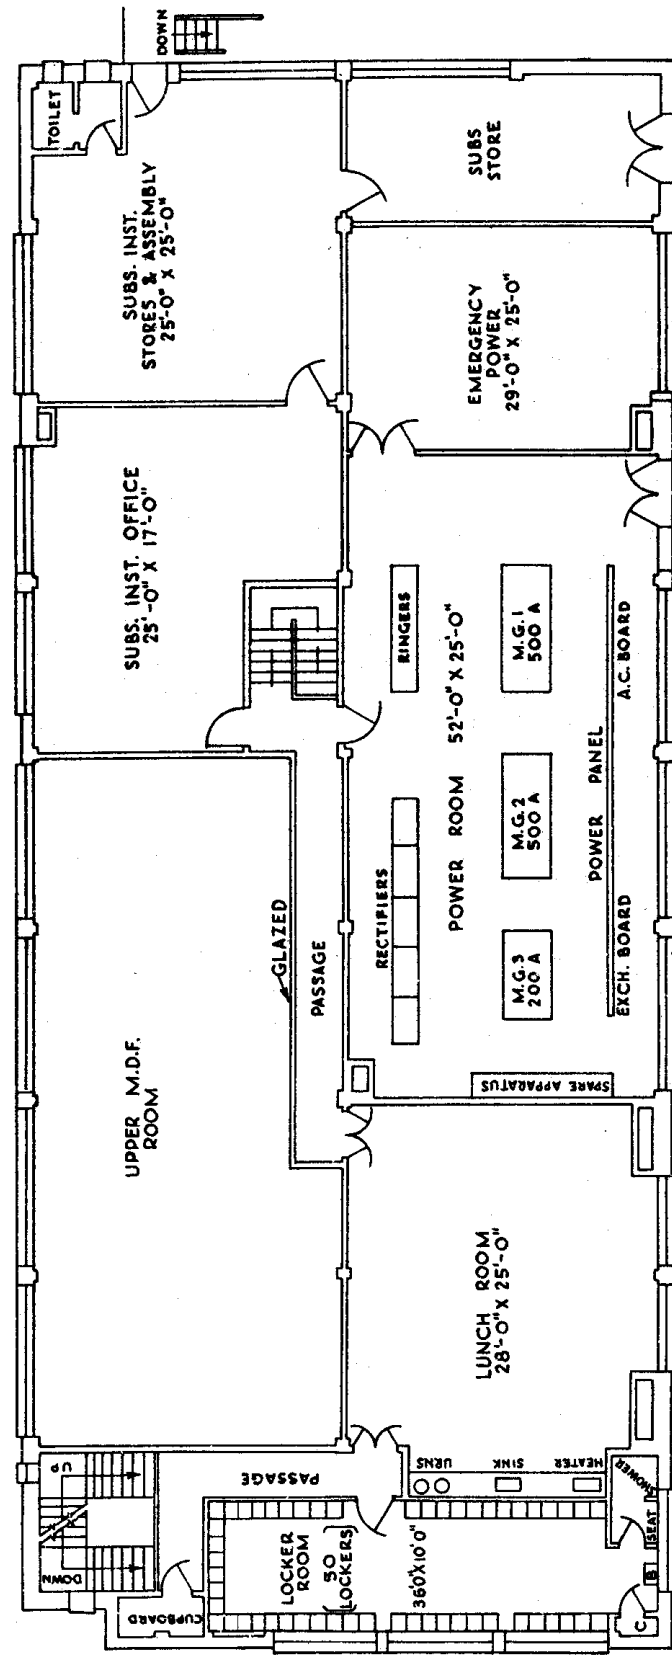 DOWN
TOILET
SUBS. INST.
STORES & ASSEMBLY
25'-0" X 25'-0"
SUBS
STORE
EMERGENCY
POWER
29'-0" X 25'-0"
SUBS. INST. OFFICE
25'-0" X 17'-0"
RINGERS
M.G.1
500 A
A.C. BOARD
POWER ROOM 52'-0" X 25'-0"
M.G.2
500 A
POWER PANEL
RECTIFIERS
M.G.3
200 A
EXCH. BOARD
SPARE APPARATUS
GLAZED
PASSAGE
UPPER M.D.F.
ROOM
LUNCH ROOM
28'-0" X 25'-0"
UP
DOWN
PASSAGE
URNS
SINK
HEATER
SHOWER
SEAT
B
C
CUPBOARD
LOCKER
ROOM
(50
LOCKERS)
36'0"X10'0"